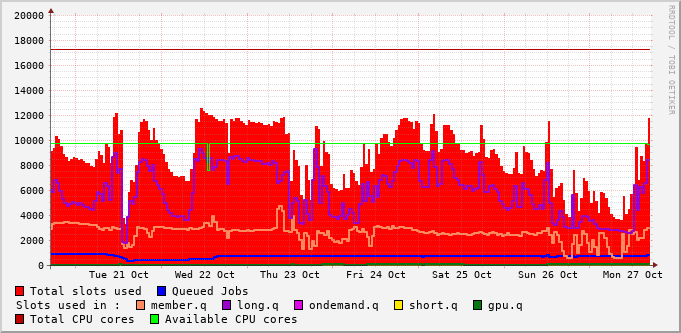 20000
18000
16000
14000
12000
10000
8000
6000
4000
2000
0
Tue 21 Oct Wed 22 Oct Thu 23 Oct Fri 24 Oct Sat 25 Oct Sun 26 Oct Mon 27 Oct
Total slots used Queued Jobs
Slots used in : member.q long.q ondemand.q short.q gpu.q
Total CPU cores Available CPU cores
RRDTOOL / TOBI OETIKER